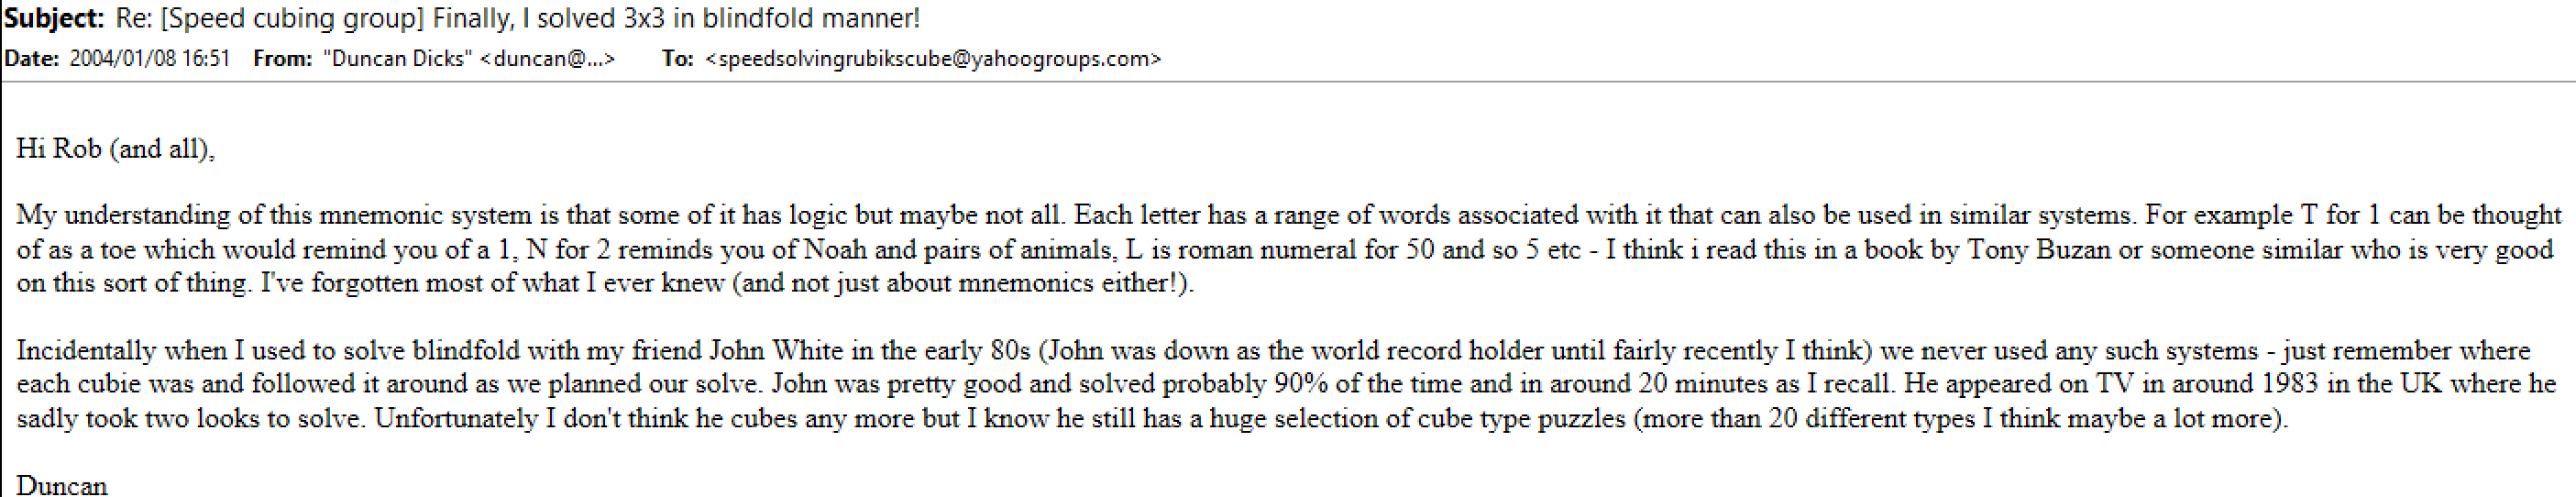 Subject: Re: [Speed cubing group] Finally, I solved 3x3 in blindfold manner!
Date: 2004/01/08 16:51 From: "Duncan Dicks" <duncan@...> To: <speedsolvingrubikscube@yahoogroups.com>
Hi Rob (and all),
My understanding of this mnemonic system is that some of it has logic but maybe not all. Each letter has a range of words associated with it that can also be used in similar systems. For example T for 1 can be thought
of as a toe which would remind you of a 1, N for 2 reminds you of Noah and pairs of animals, L is roman numeral for 50 and so 5 etc - I think i read this in a book by Tony Buzan or someone similar who is very good
on this sort of thing. I've forgotten most of what I ever knew (and not just about mnemonics either!).
Incidentally when I used to solve blindfold with my friend John White in the early 80s (John was down as the world record holder until fairly recently I think) we never used any such systems - just remember where
each cubie was and followed it around as we planned our solve. John was pretty good and solved probably 90% of the time and in around 20 minutes as I recall. He appeared on TV in around 1983 in the UK where he
sadly took two looks to solve. Unfortunately I don't think he cubes any more but I know he still has a huge selection of cube type puzzles (more than 20 different types I think maybe a lot more).
Duncan